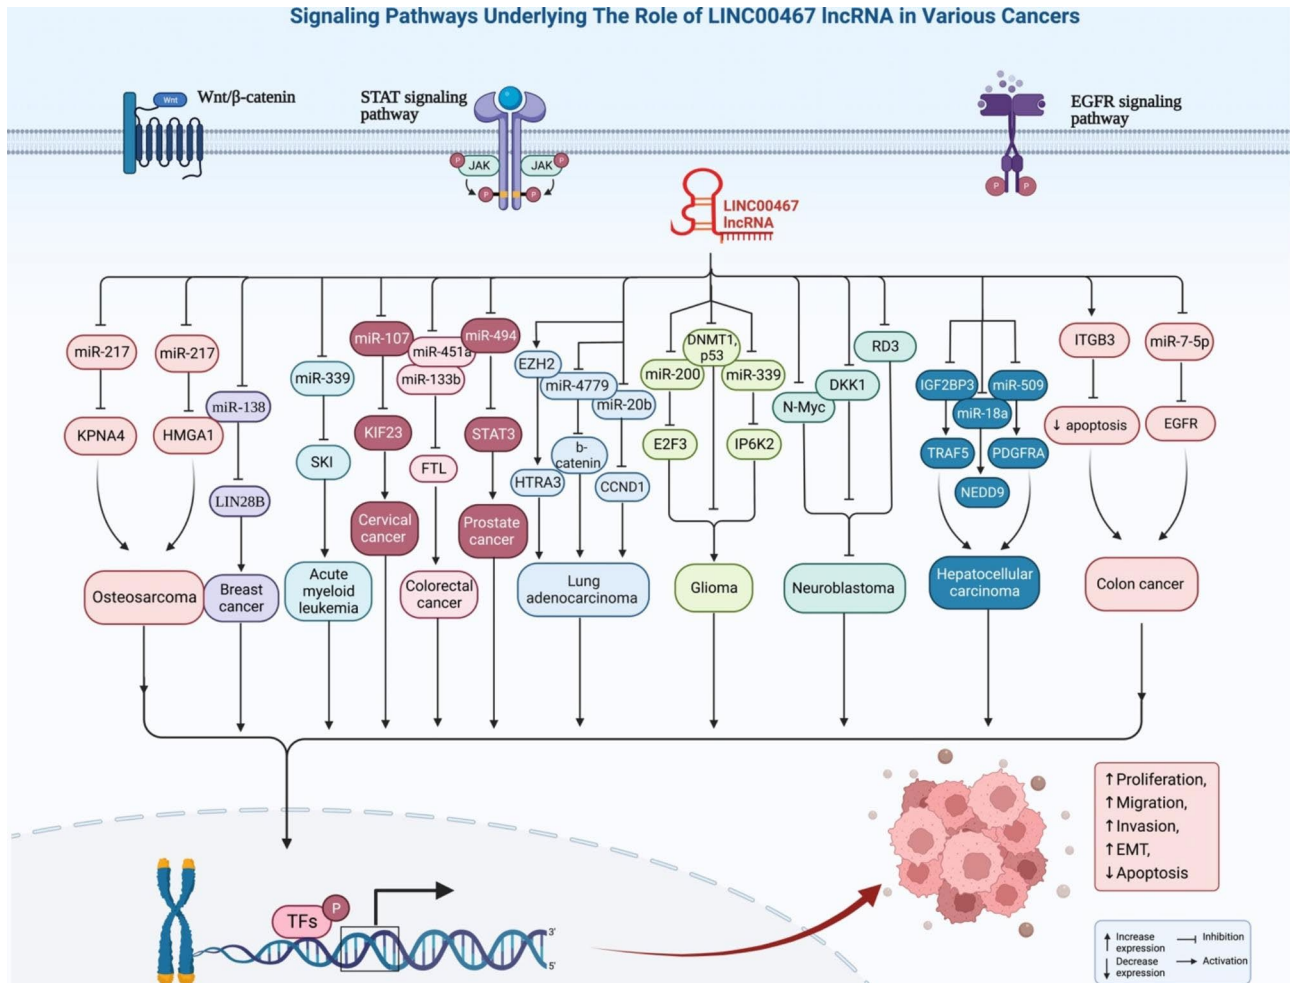 Signaling Pathways Underlying The Role of LINC00467 lncRNA in Various Cancers
Wnt
Wnt/β-catenin
STAT signaling
pathway
P
JAK
JAK
P
P
P
EGFR signaling
pathway
P
P
LINC00467
lncRNA
miR-217
miR-217
miR-138
miR-339
miR-107
miR-451a
miR-133b
miR-494
EZH2
miR-4779
miR-20b
miR-200
DNMT1,
p53
miR-339
N-Myc
DKK1
RD3
IGF2BP3
miR-18a
miR-509
ITGB3
miR-7-5p
KPNA4
HMGA1
LIN28B
SKI
KIF23
FTL
STAT3
HTRA3
b-
catenin
CCND1
E2F3
IP6K2
TRAF5
NEDD9
PDGFRA
↓ apoptosis
EGFR
Osteosarcoma
Breast
cancer
Acute
myeloid
leukemia
Cervical
cancer
Colorectal
cancer
Prostate
cancer
Lung
adenocarcinoma
Glioma
Neuroblastoma
Hepatocellular
carcinoma
Colon cancer
↑Proliferation,
↑Migration,
↑Invasion,
↑EMT,
↓Apoptosis
TFs
P
3'
5'
Increase
expression
Decrease
expression
Inhibition
Activation